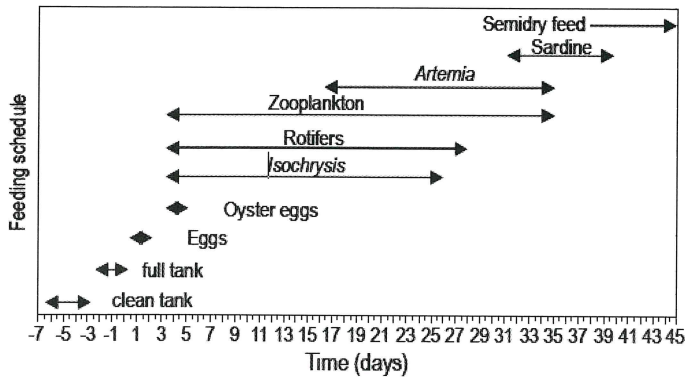 Semidry feed
Sardine
Artemia
Zooplankton
Rotifers
Isochrysis
Oyster eggs
Eggs
full tank
clean tank
Feeding schedule
-7 -5 -3 -1 1 3 5 7 9 11 13 15 17 19 21 23 25 27 29 31 33 35 37 39 41 43 45
Time (days)